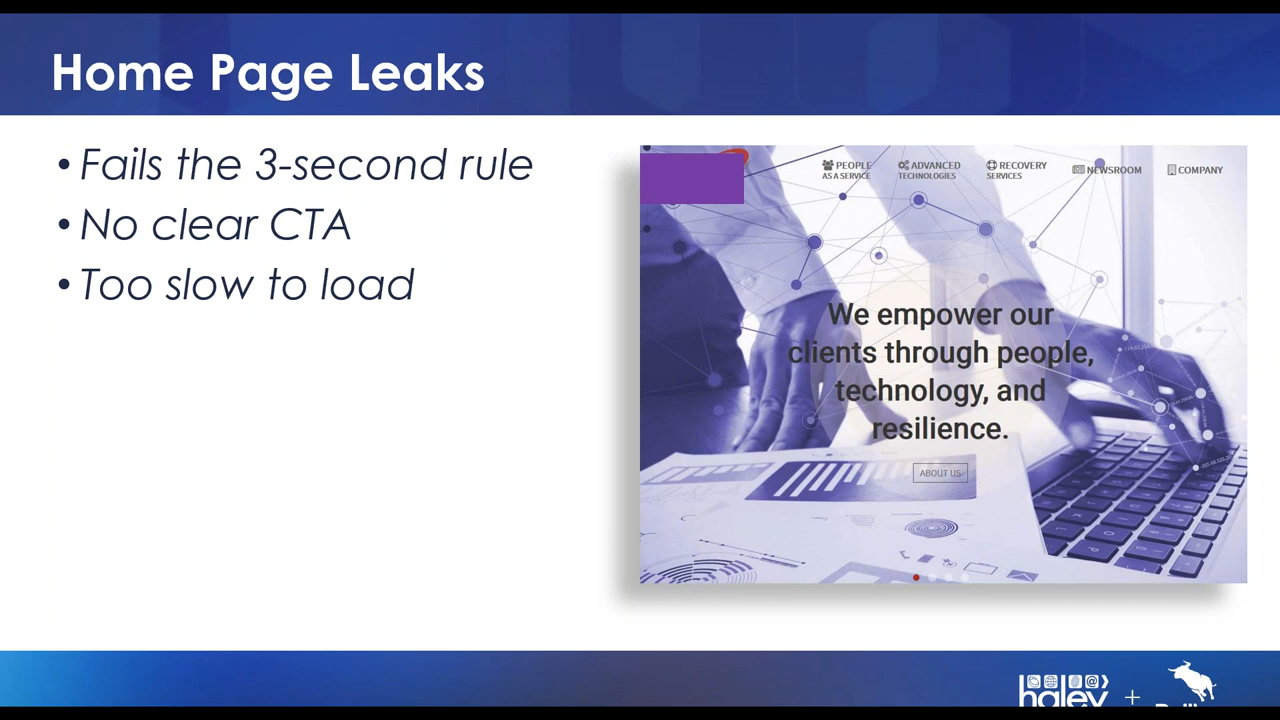 Home Page Leaks
• Fails the 3-second rule
• No clear CTA
• Too slow to load
PEOPLE
AS A SERVICE
ADVANCED
TECHNOLOGIES
RECOVERY
SERVICES
NEWSROOM
COMPANY
We empower our
clients through people,
technology, and
resilience.
ABOUT US
haley
+